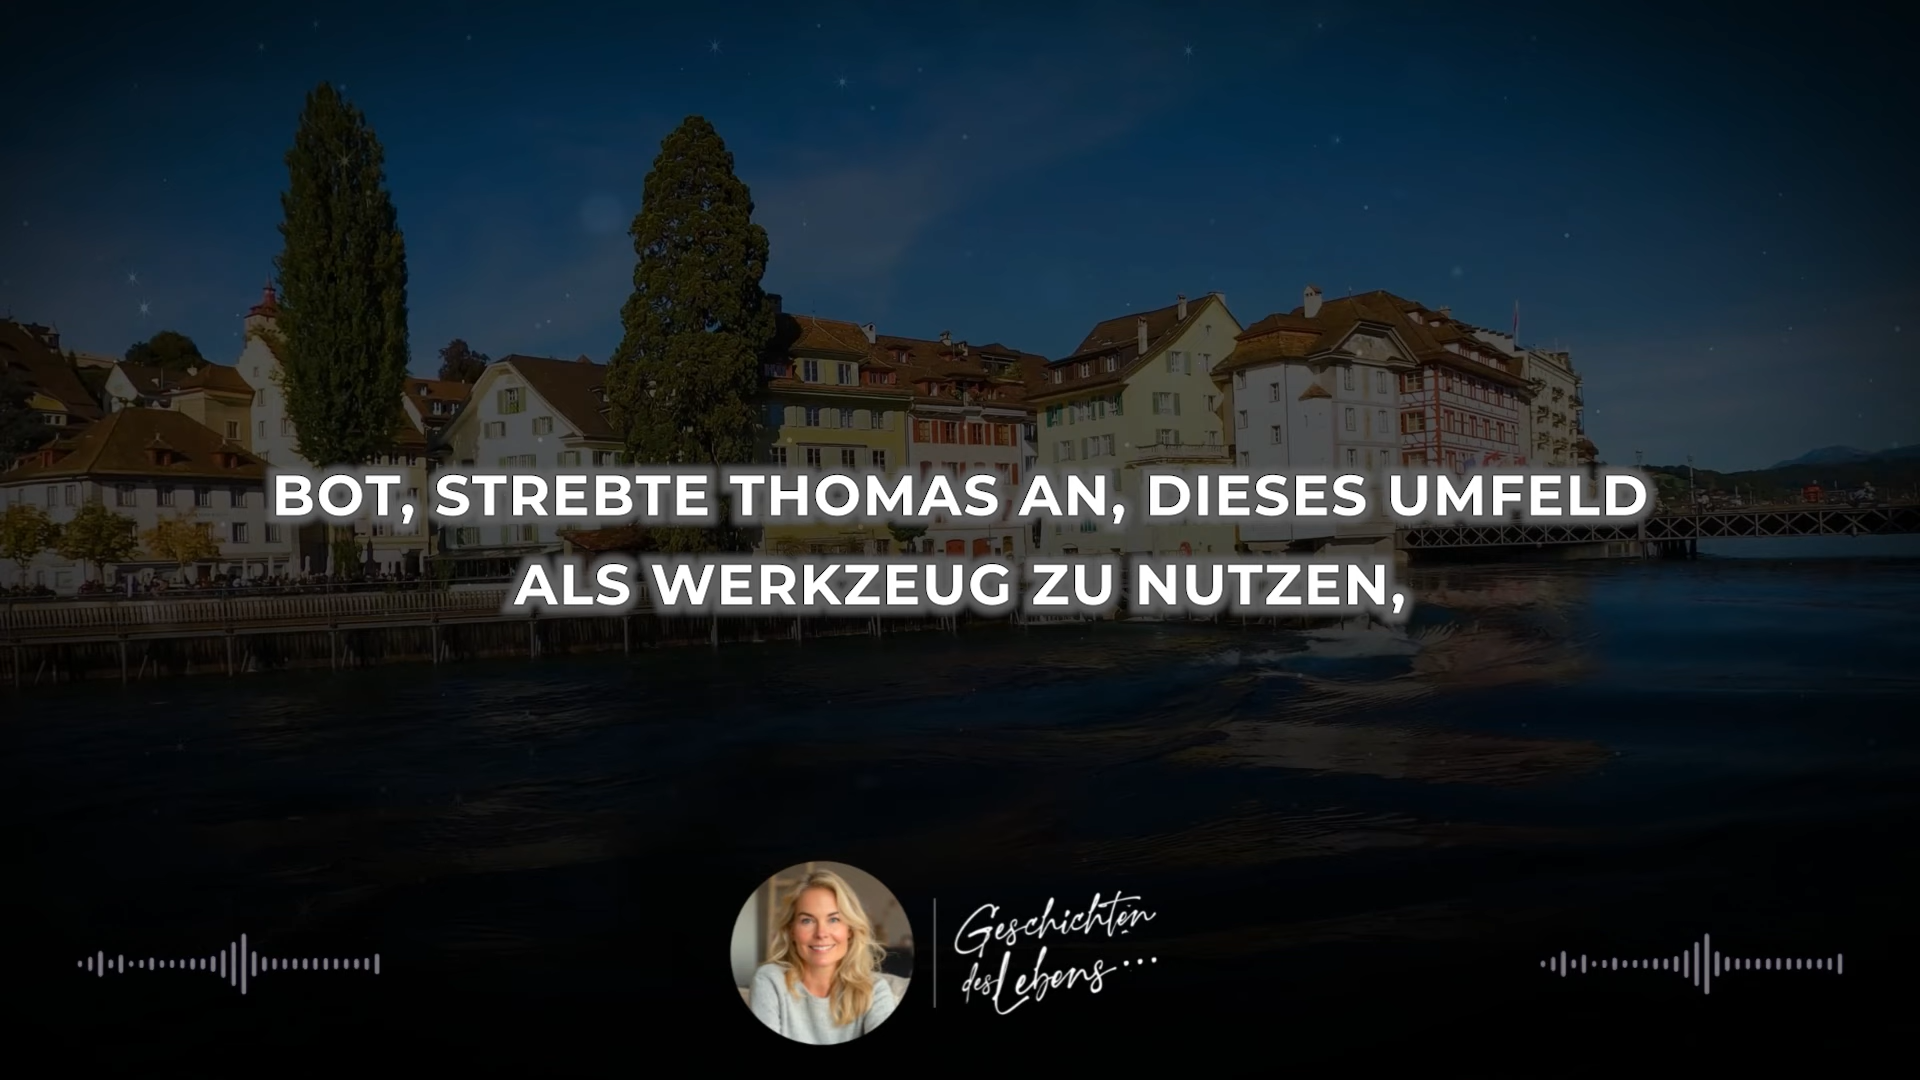 BOT, STREBTE THOMAS AN, DIESES UMFELD
ALS WERKZEUG ZU NUTZEN,
Geschichten
des Lebens...